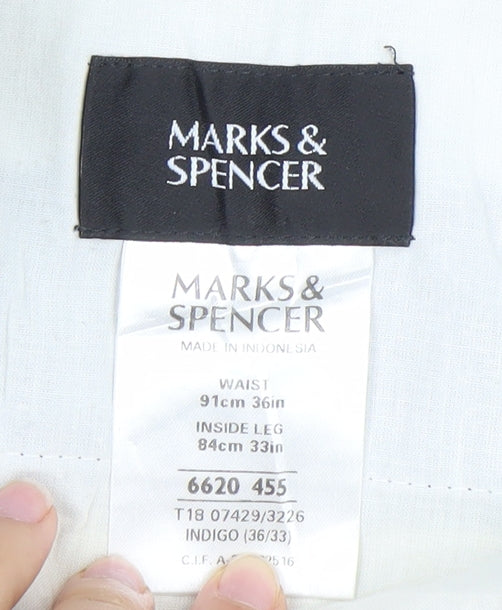 MARKS &
SPENCER
MARKS &
SPENCER
MADE IN INDONESIA
WAIST
91cm 36in
INSIDE LEG
84cm 33in
6620 455
T18 07429/3226
INDIGO (36/33)
C.I.F.